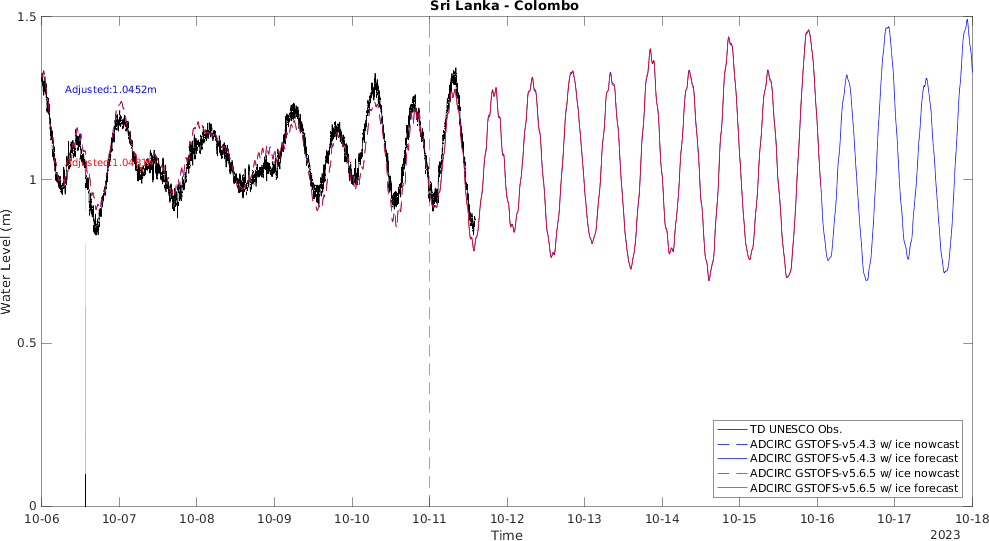 Sri Lanka - Colombo
1.5
1
0.5
0
Water Level (m)
Adjusted:1.0452m
TD UNESCO Obs.
ADCIRC GSTOFS-v5.4.3 w/ ice nowcast
ADCIRC GSTOFS-v5.4.3 w/ ice forecast
ADCIRC GSTOFS-v5.6.5 w/ ice nowcast
ADCIRC GSTOFS-v5.6.5 w/ ice forecast
10-06 10-07 10-08 10-09 10-10 10-11 10-12 10-13 10-14 10-15 10-16 10-17 10-18
Time
2023